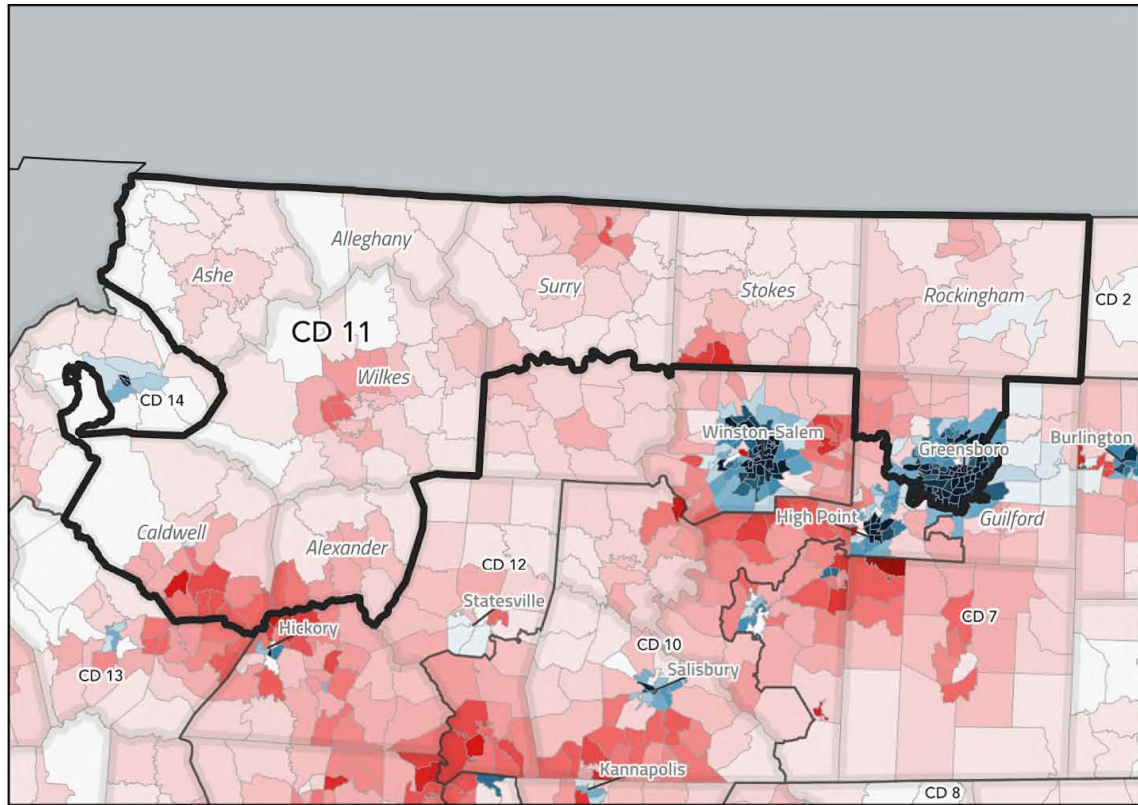 Alleghany
Ashe
Surry
Stokes
Rockingham
CD 2
CD 11
Wilkes
CD 14
Winston-Salem
Greensboro
Burlington
High Point
Guilford
Caldwell
Alexander
CD 12
Statesville
Hickory
CD 7
CD 10
Salisbury
CD 13
Kannapolis
CD 8